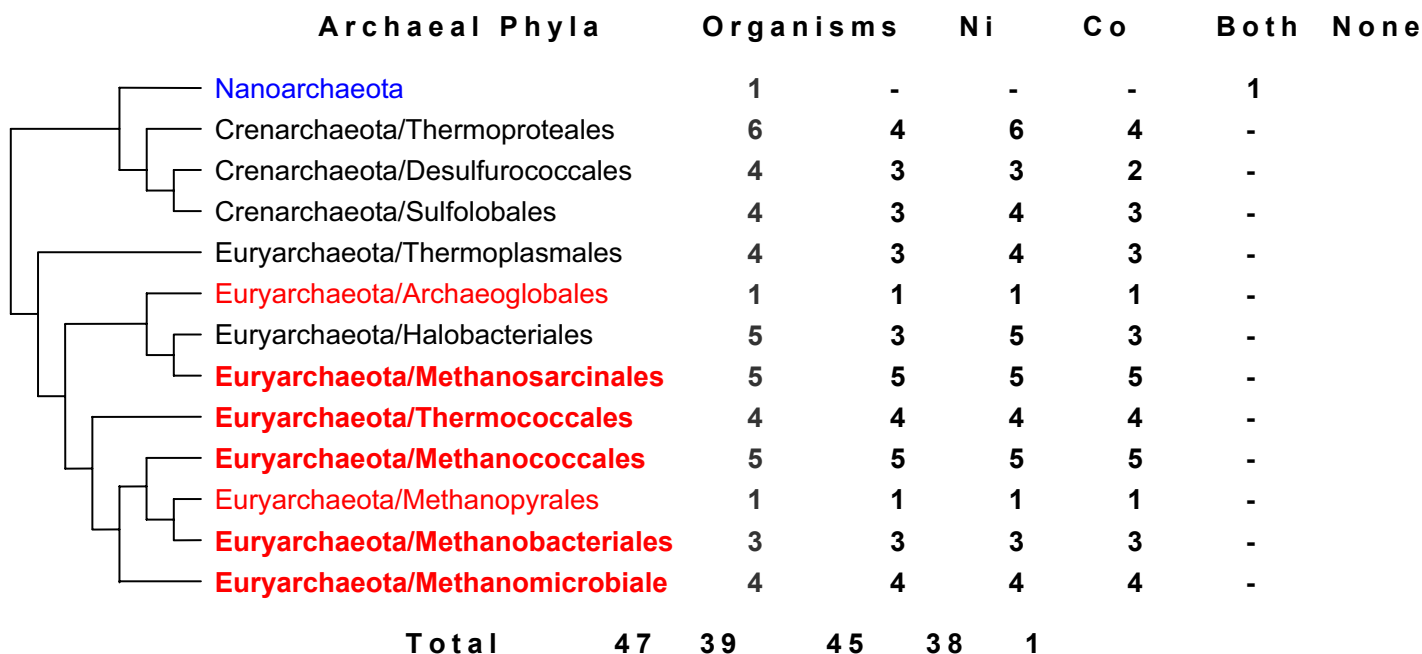 Archaeal Phyla Organisms Ni Co Both None
Nanoarchaeota 1 - - - 1
Crenarchaeota/Thermoproteales 6 4 6 4 -
Crenarchaeota/Desulfurococcales 4 3 3 2 -
Crenarchaeota/Sulfolobales 4 3 4 3 -
Euryarchaeota/Thermoplasmales 4 3 4 3 -
Euryarchaeota/Archaeoglobales 1 1 1 1 -
Euryarchaeota/Halobacteriales 5 3 5 3 -
Euryarchaeota/Methanosarcinales 5 5 5 5 -
Euryarchaeota/Thermococcales 4 4 4 4 -
Euryarchaeota/Methanococcales 5 5 5 5 -
Euryarchaeota/Methanopyrales 1 1 1 1 -
Euryarchaeota/Methanobacteriales 3 3 3 3 -
Euryarchaeota/Methanomicrobiale 4 4 4 4 -
Total 47 39 45 38 1